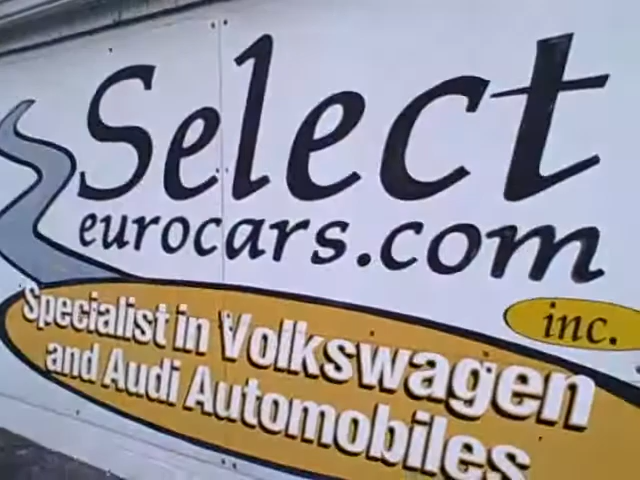 Select
eurocars.com
inc.
Specialist in Volkswagen
and Audi Automobiles